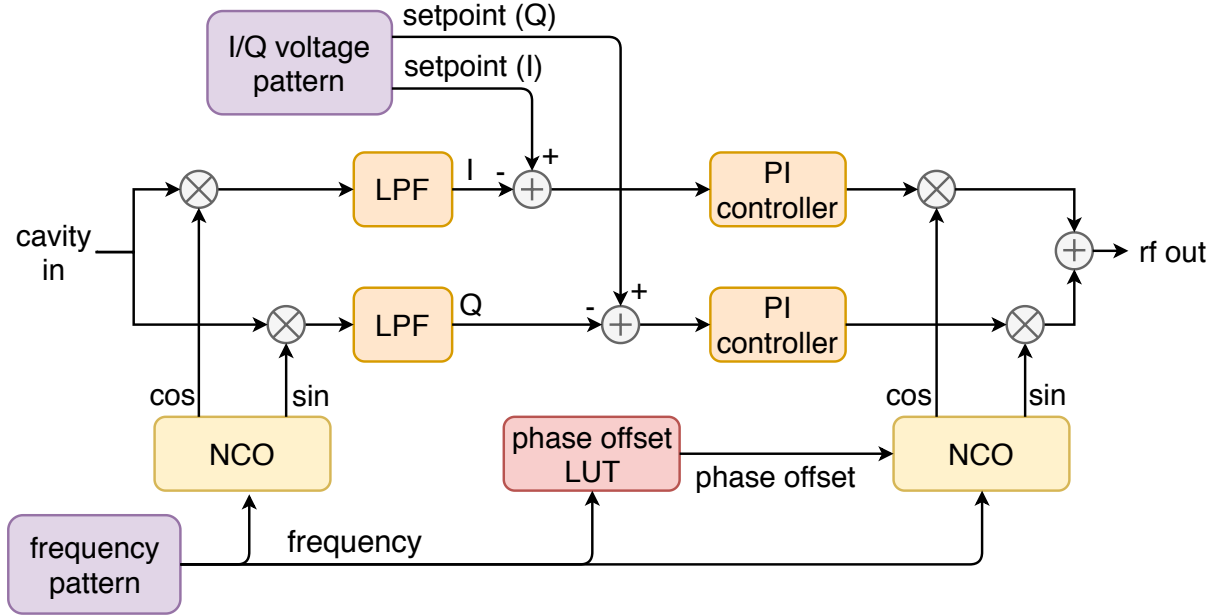 setpoint (Q)
I/Q voltage
pattern
setpoint (I)
+
LPF
I
-
+
PI
controller
cavity
in
+
rf out
LPF
Q
-
+
+
PI
controller
cos
sin
cos
sin
NCO
phase offset
LUT
phase offset
NCO
frequency
pattern
frequency